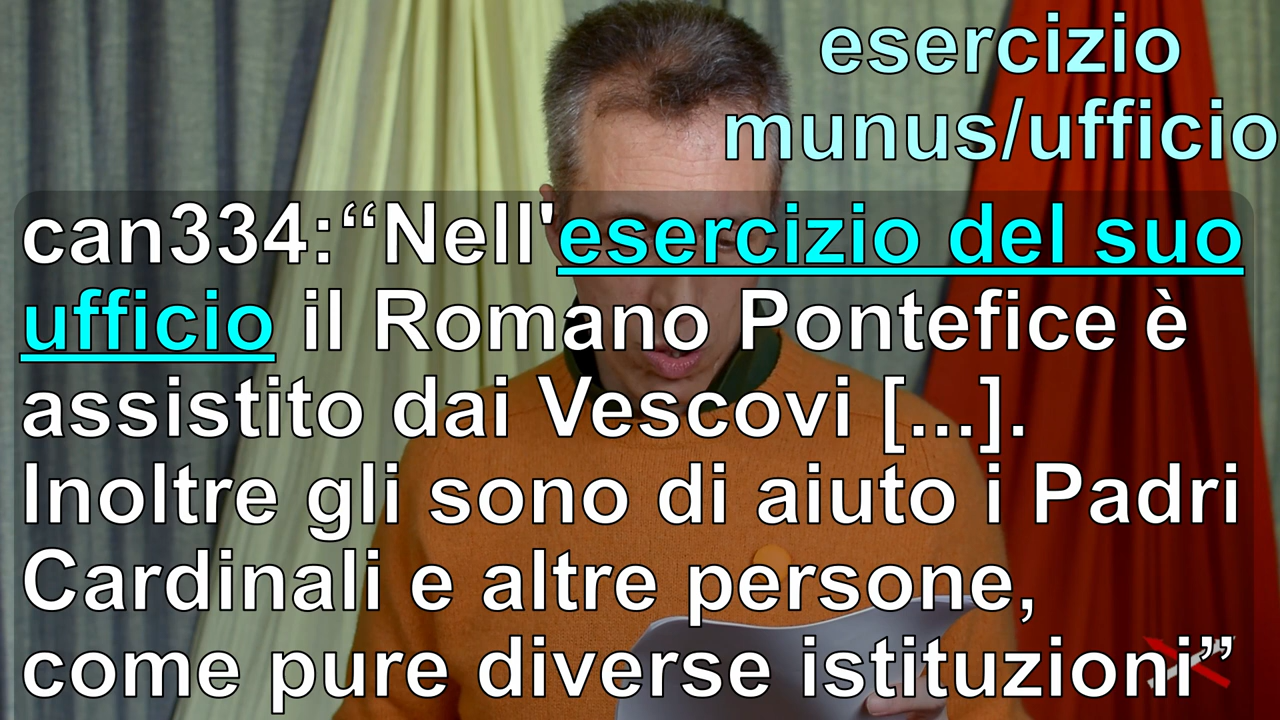 esercizio
munus/ufficio
can334:“Nell'esercizio del suo
ufficio il Romano Pontefice è
assistito dai Vescovi [...].
Inoltre gli sono di aiuto i Padri
Cardinali e altre persone,
come pure diverse istituzioni”